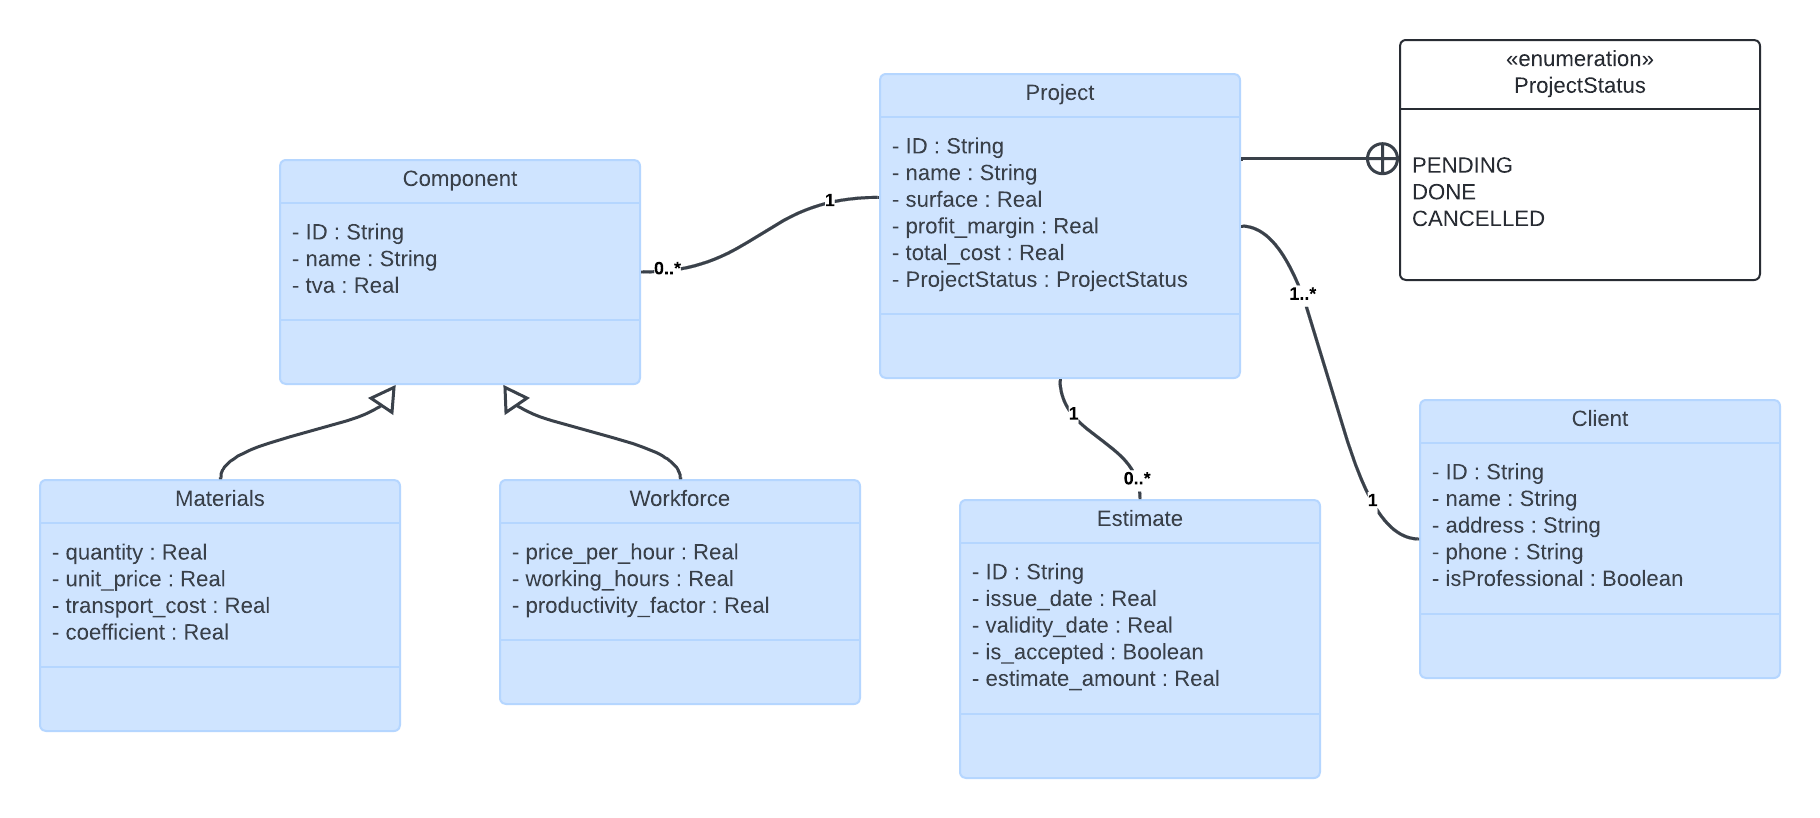 «enumeration»
ProjectStatus
PENDING
DONE
CANCELLED
Project
- ID : String
- name : String
- surface : Real
- profit_margin : Real
- total_cost : Real
- ProjectStatus : ProjectStatus
Component
- ID : String
- name : String
- tva : Real
1
0..*
1..*
1
1
0..*
Client
- ID : String
- name : String
- address : String
- phone : String
- isProfessional : Boolean
Materials
- quantity : Real
- unit_price : Real
- transport_cost : Real
- coefficient : Real
Workforce
- price_per_hour : Real
- working_hours : Real
- productivity_factor : Real
Estimate
- ID : String
- issue_date : Real
- validity_date : Real
- is_accepted : Boolean
- estimate_amount : Real